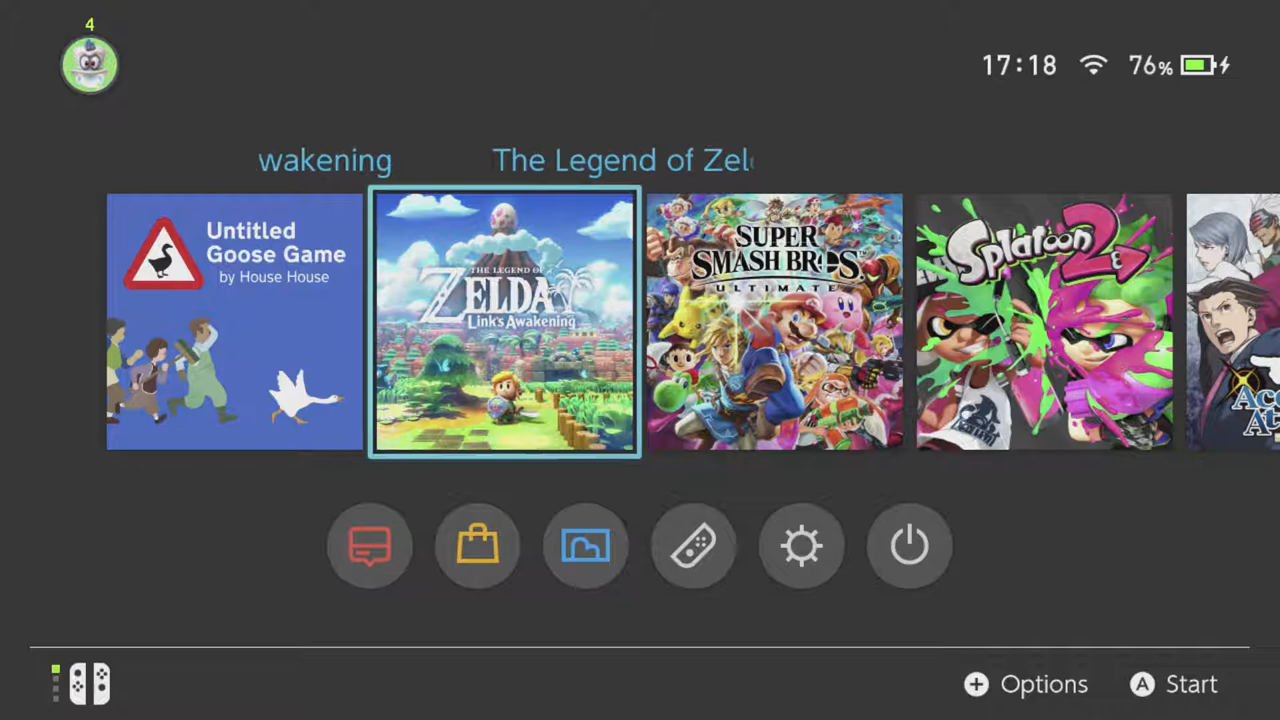 4
17:18
76%
wakening The Legend of Zel
Untitled
Goose Game
by House House
THE LEGEND OF
ZELDA
Link's Awakening
SUPER
SMASH BROS.™
ULTIMATE
Splatoon 2
+ Options
A Start